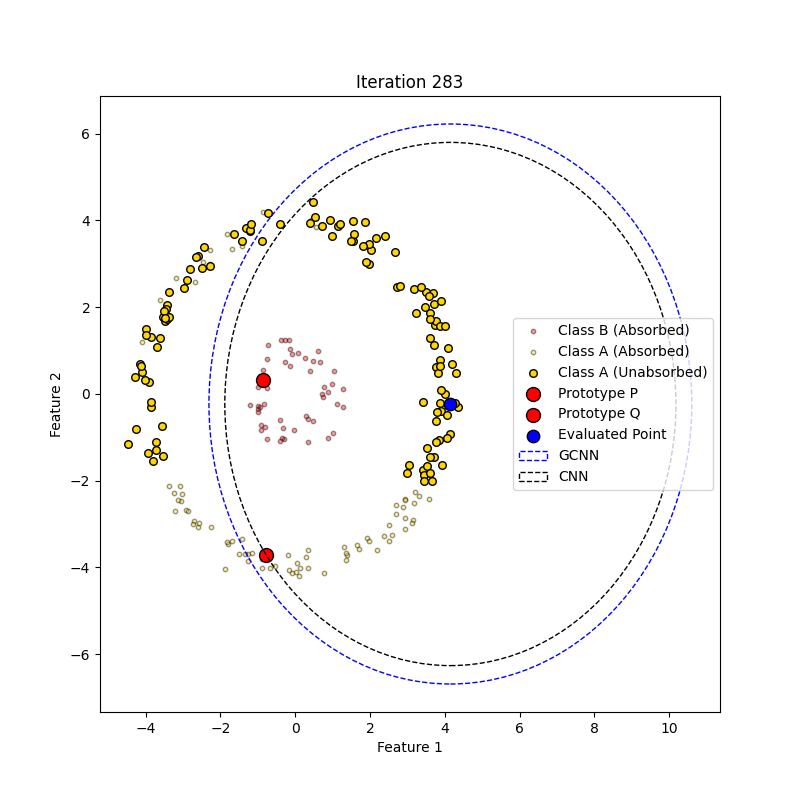 Iteration 283
Feature 2
6
4
2
0
−2
−4
−6
Class B (Absorbed)
Class A (Absorbed)
Class A (Unabsorbed)
Prototype P
Prototype Q
Evaluated Point
GCNN
CNN
−4 −2 0 2 4 6 8 10
Feature 1